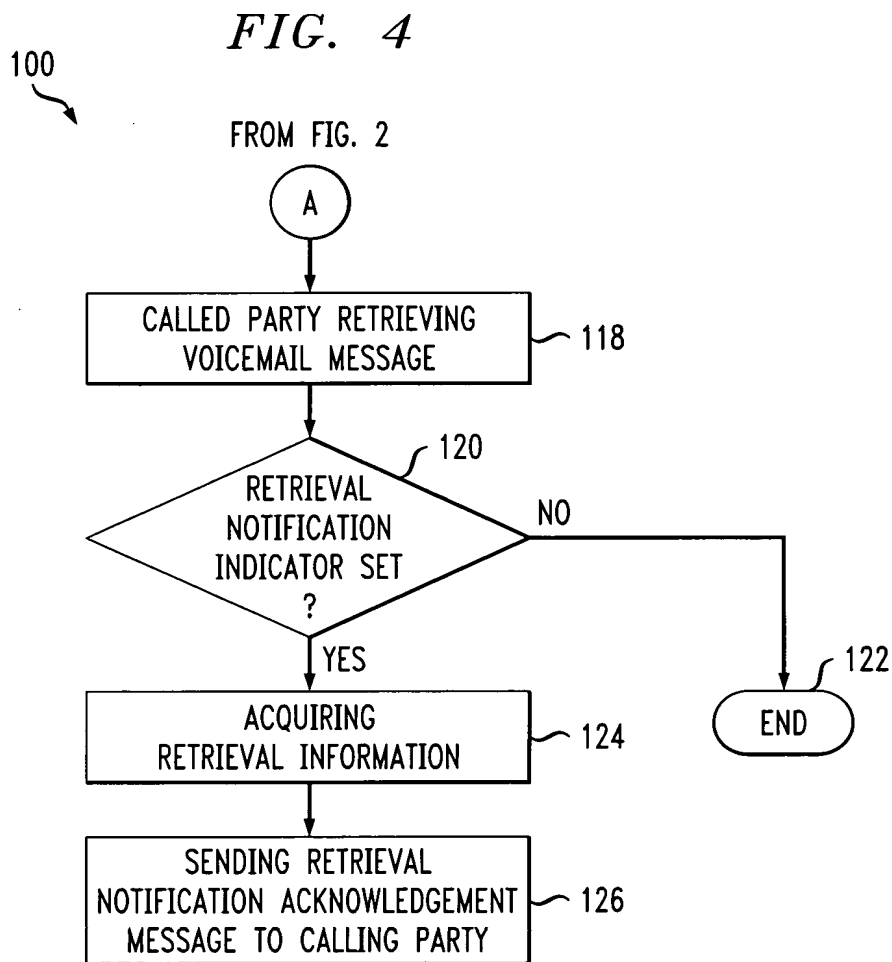 FIG. 4
100
FROM FIG. 2
A
CALLED PARTY RETRIEVING
VOICEMAIL MESSAGE
118
120
RETRIEVAL
NOTIFICATION
INDICATOR SET
?
NO
YES
122
END
ACQUIRING
RETRIEVAL INFORMATION
124
SENDING RETRIEVAL
NOTIFICATION ACKNOWLEDGEMENT
MESSAGE TO CALLING PARTY
126